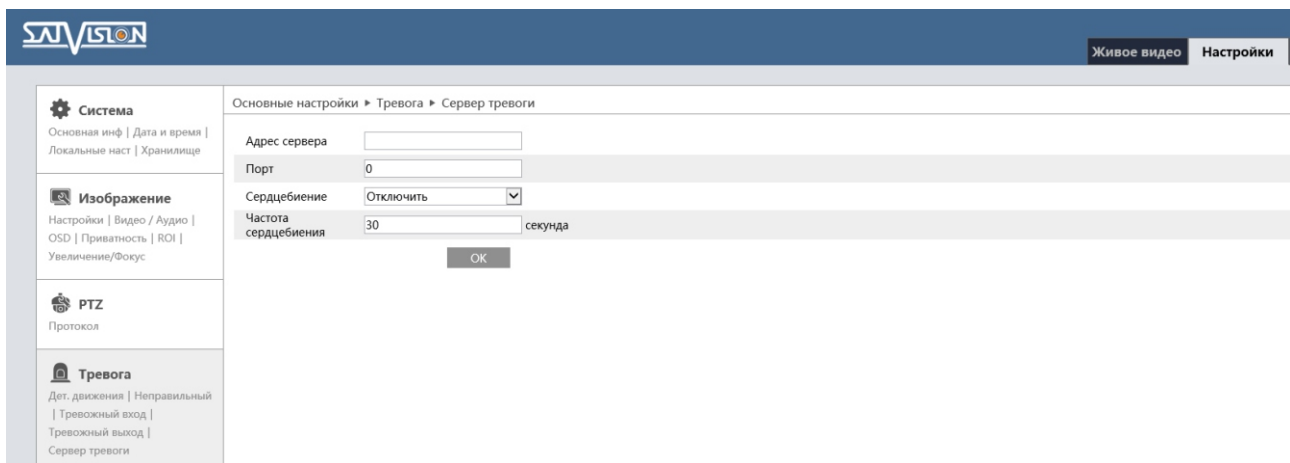 SATVISION
Живое видео
Настройки
Система
Основная инф | Дата и время |
Локальные наст | Хранилище
Изображение
Настройки | Видео / Аудио |
OSD | Приватность | ROI |
Увеличение/Фокус
PTZ
Протокол
Тревога
Дет. движения | Неправильный
| Тревожный вход |
Тревожный выход |
Сервер тревоги
Основные настройки ▸ Тревога ▸ Сервер тревоги
Адрес сервера
Порт 0
Сердцебиение Отключить
Частота
сердцебиения 30 секунда
OK